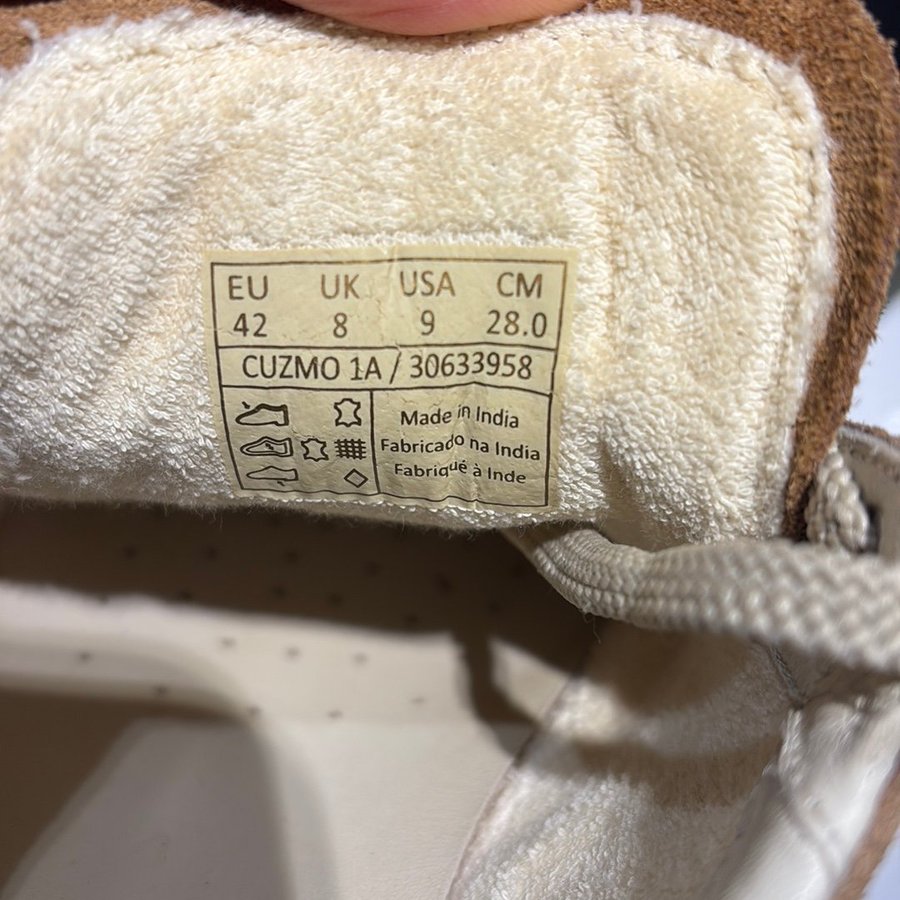 EU UK USA CM
42 8 9 28.0
CUZMO 1A / 30633958
Made in India
Fabricado na India
Fabriqué à Inde